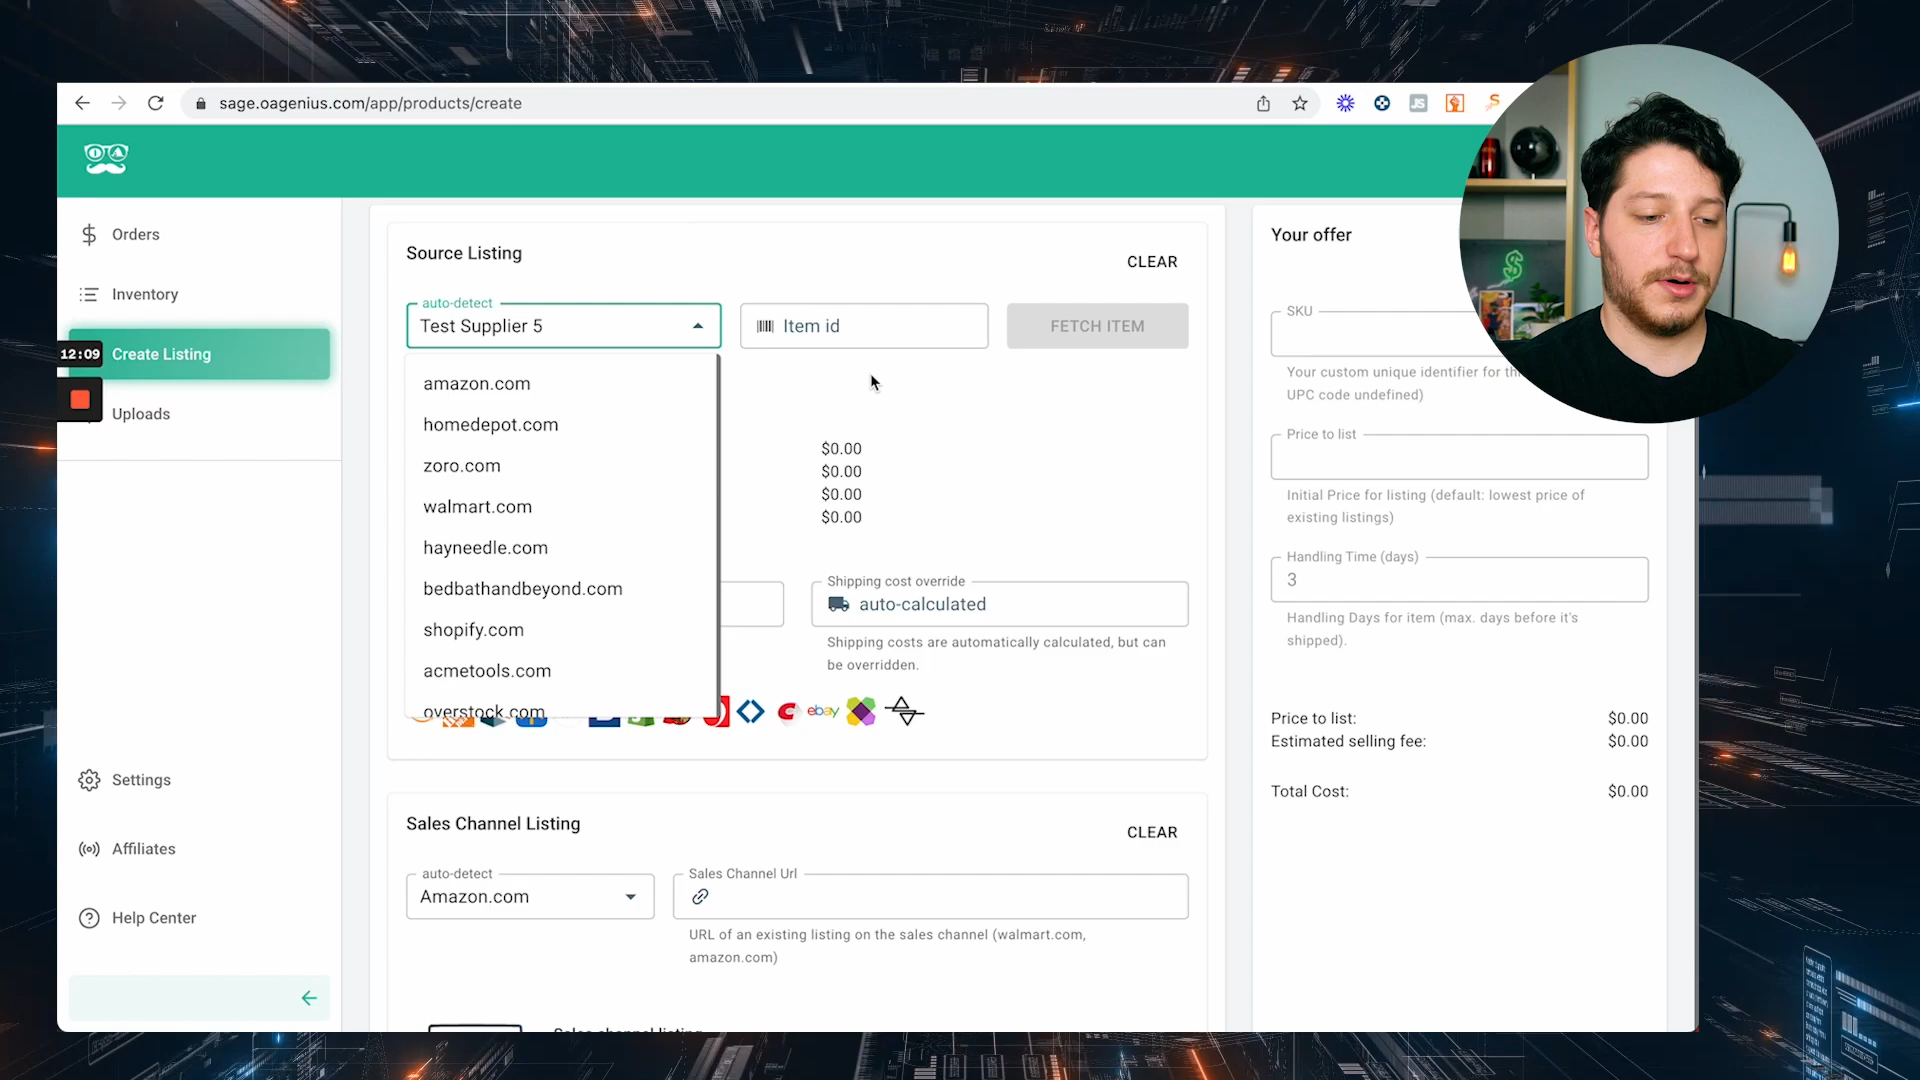 sage.oagenius.com/app/products/create
JS
Orders
Inventory
12:09
Create Listing
Uploads
Settings
Affiliates
Help Center
Source Listing
CLEAR
auto-detect
Test Supplier 5
Item id
FETCH ITEM
amazon.com
homedepot.com
zoro.com
walmart.com
hayneedle.com
bedbathandbeyond.com
shopify.com
acmetools.com
overstock.com
$0.00
$0.00
$0.00
$0.00
Shipping cost override
auto-calculated
Shipping costs are automatically calculated, but can
be overridden.
ebay
Sales Channel Listing
CLEAR
auto-detect
Amazon.com
Sales Channel Url
URL of an existing listing on the sales channel (walmart.com,
amazon.com)
Sales channel listing
Your offer
SKU
Your custom unique identifier for th
UPC code undefined)
Price to list
Initial Price for listing (default: lowest price of
existing listings)
Handling Time (days)
3
Handling Days for item (max. days before it's
shipped).
Price to list: $0.00
Estimated selling fee: $0.00
Total Cost: $0.00